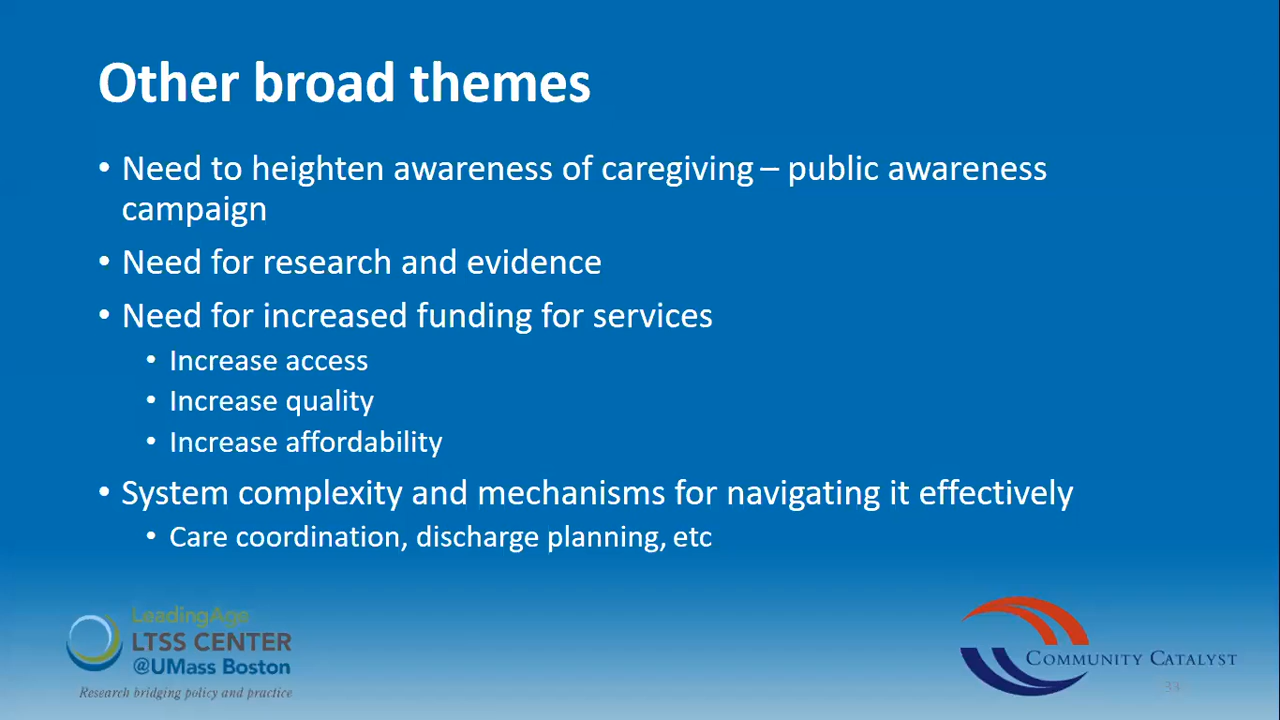 Other broad themes
• Need to heighten awareness of caregiving – public awareness
campaign
• Need for research and evidence
• Need for increased funding for services
• Increase access
• Increase quality
• Increase affordability
• System complexity and mechanisms for navigating it effectively
• Care coordination, discharge planning, etc
LeadingAge
LTSS CENTER
@UMass Boston
Research bridging policy and practice
COMMUNITY CATALYST